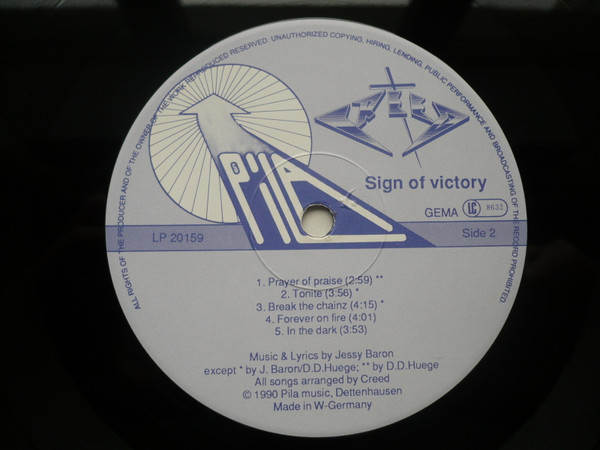 ALL RIGHTS OF THE PRODUCER AND OF THE OWNER OF THE WORK REPRODUCED RESERVED. UNAUTHORIZED COPYING, HIRING, LENDING, PUBLIC PERFORMANCE AND BROADCASTING OF THE RECORD PROHIBITED.
CREED
PILA
Sign of victory
GEMA LC 8632
LP 20159
Side 2
1. Prayer of praise (2:59) **
2. Tonite (3:56) *
3. Break the chainz (4:15) *
4. Forever on fire (4:01)
5. In the dark (3:53)
Music & Lyrics by Jessy Baron
except * by J. Baron/D.D.Huege; ** by D.D.Huege
All songs arranged by Creed
© 1990 Pila music, Dettenhausen
Made in W-Germany